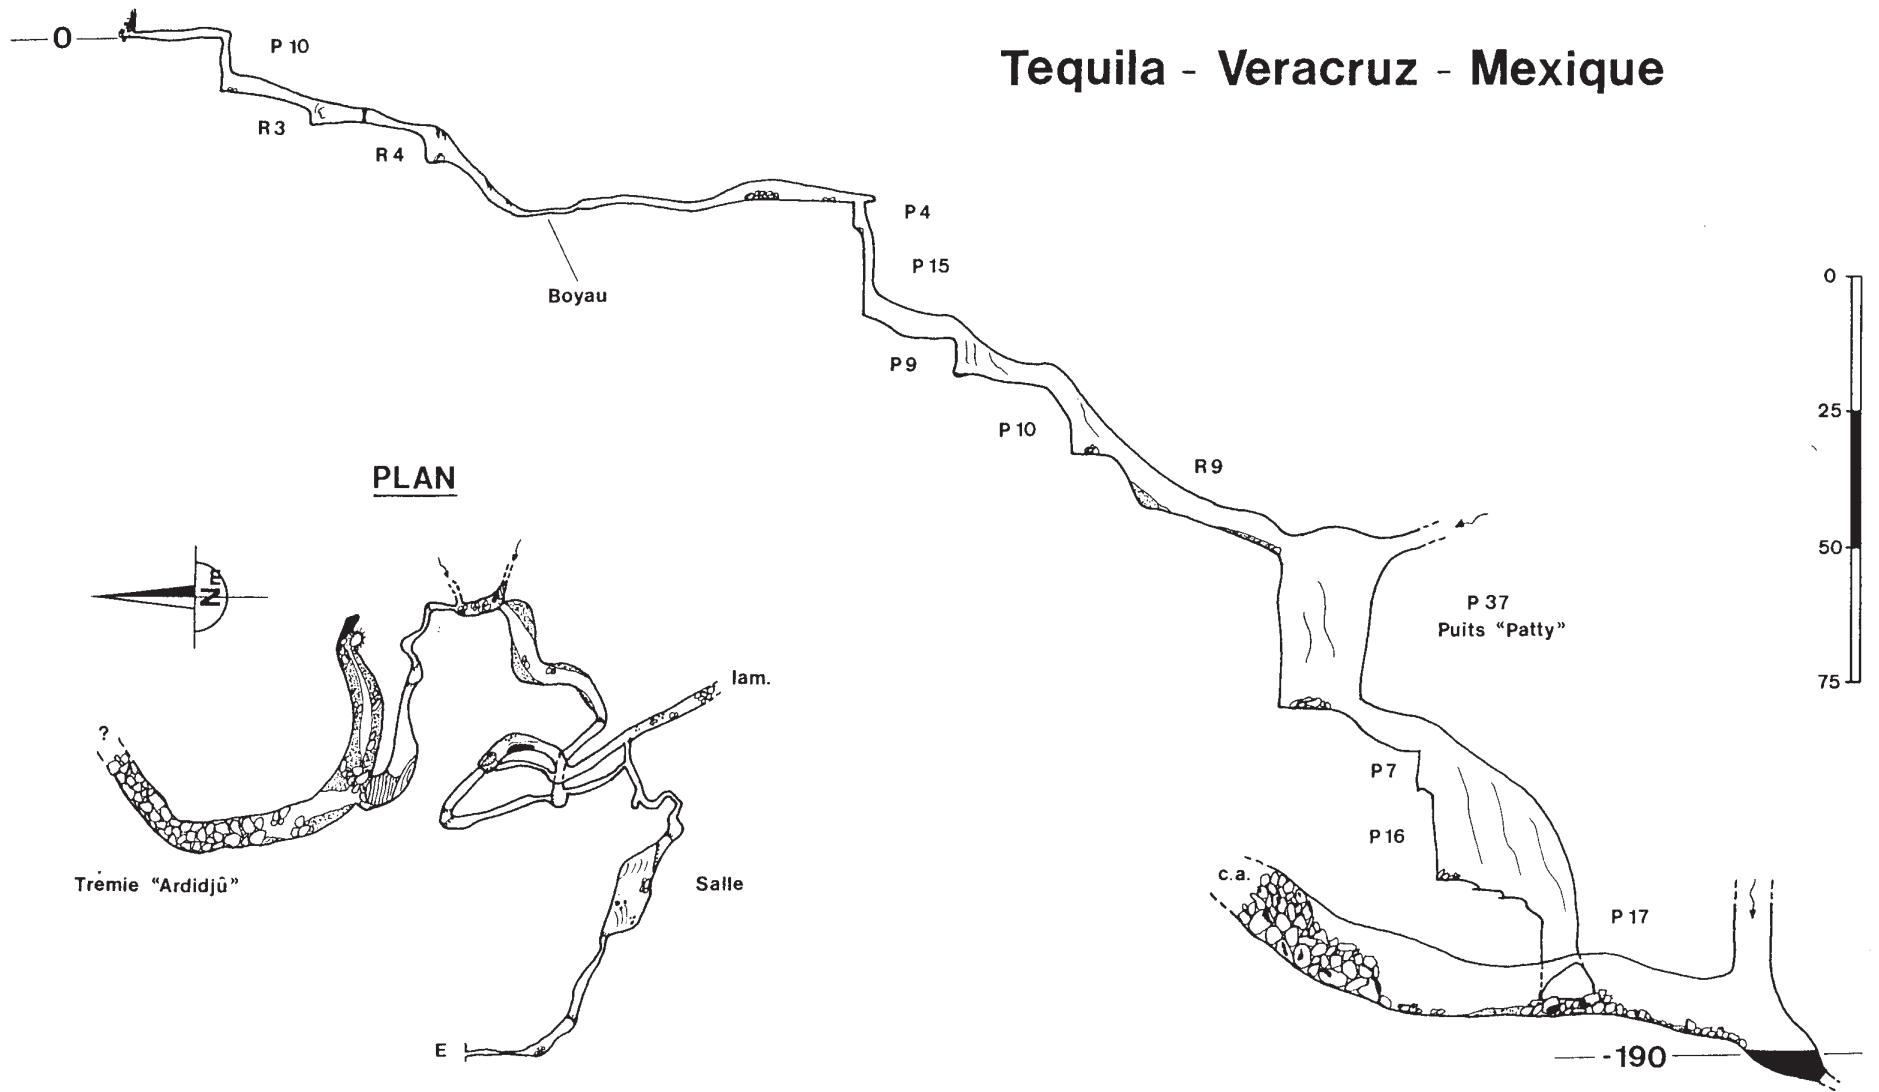 Tequila - Veracruz - Mexique
0
P 10
R 3
R 4
Boyau
P 4
P 15
P 9
P 10
R 9
P 37
Puits "Patty"
P 7
P 16
P 17
c.a.
-190
0
25
50
75
PLAN
Nm
?
Trémie "Ardidjû"
lam.
Salle
E